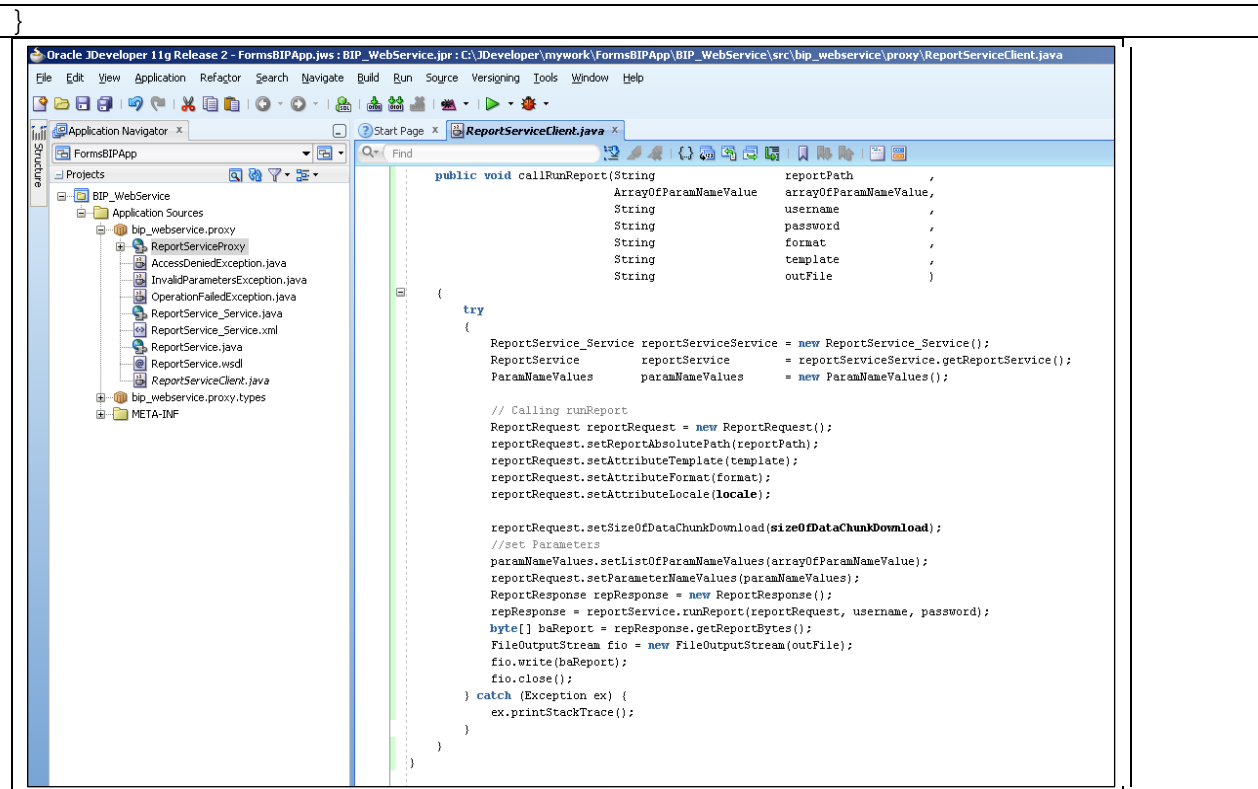 }
Oracle JDeveloper 11g Release 2 - FormsBIPApp.jws : BIP_WebService.jpr : C:\JDeveloper\mywork\FormsBIPApp\BIP_WebService\src\bip_webservice\proxy\ReportServiceClient.java
File Edit View Application Refactor Search Navigate Build Run Source Versioning Tools Window Help
Application Navigator x
Start Page x ReportServiceClient.java x
Structure
FormsBIPApp
Find
Projects
BIP_WebService
Application Sources
bip_webservice.proxy
ReportServiceProxy
AccessDeniedException.java
InvalidParametersException.java
OperationFailedException.java
ReportService_Service.java
ReportService_Service.xml
ReportService.java
ReportService.wsdl
ReportServiceClient.java
bip_webservice.proxy.types
META-INF
public void callRunReport(String reportPath ,
ArrayOfParamNameValue arrayOfParamNameValue,
String username ,
String password ,
String format ,
String template ,
String outFile )
{
try
{
ReportService_Service reportServiceService = new ReportService_Service();
ReportService reportService = reportServiceService.getReportService();
ParamNameValues paramNameValues = new ParamNameValues();
// Calling runReport
ReportRequest reportRequest = new ReportRequest();
reportRequest.setReportAbsolutePath(reportPath);
reportRequest.setAttributeTemplate(template);
reportRequest.setAttributeFormat(format);
reportRequest.setAttributeLocale(locale);
reportRequest.setSizeOfDataChunkDownload(sizeOfDataChunkDownload);
//set Parameters
paramNameValues.setListOfParamNameValues(arrayOfParamNameValue);
reportRequest.setParameterNameValues(paramNameValues);
ReportResponse repResponse = new ReportResponse();
repResponse = reportService.runReport(reportRequest, username, password);
byte[] baReport = repResponse.getReportBytes();
FileOutputStream fio = new FileOutputStream(outFile);
fio.write(baReport);
fio.close();
} catch (Exception ex) {
ex.printStackTrace();
}
}
}